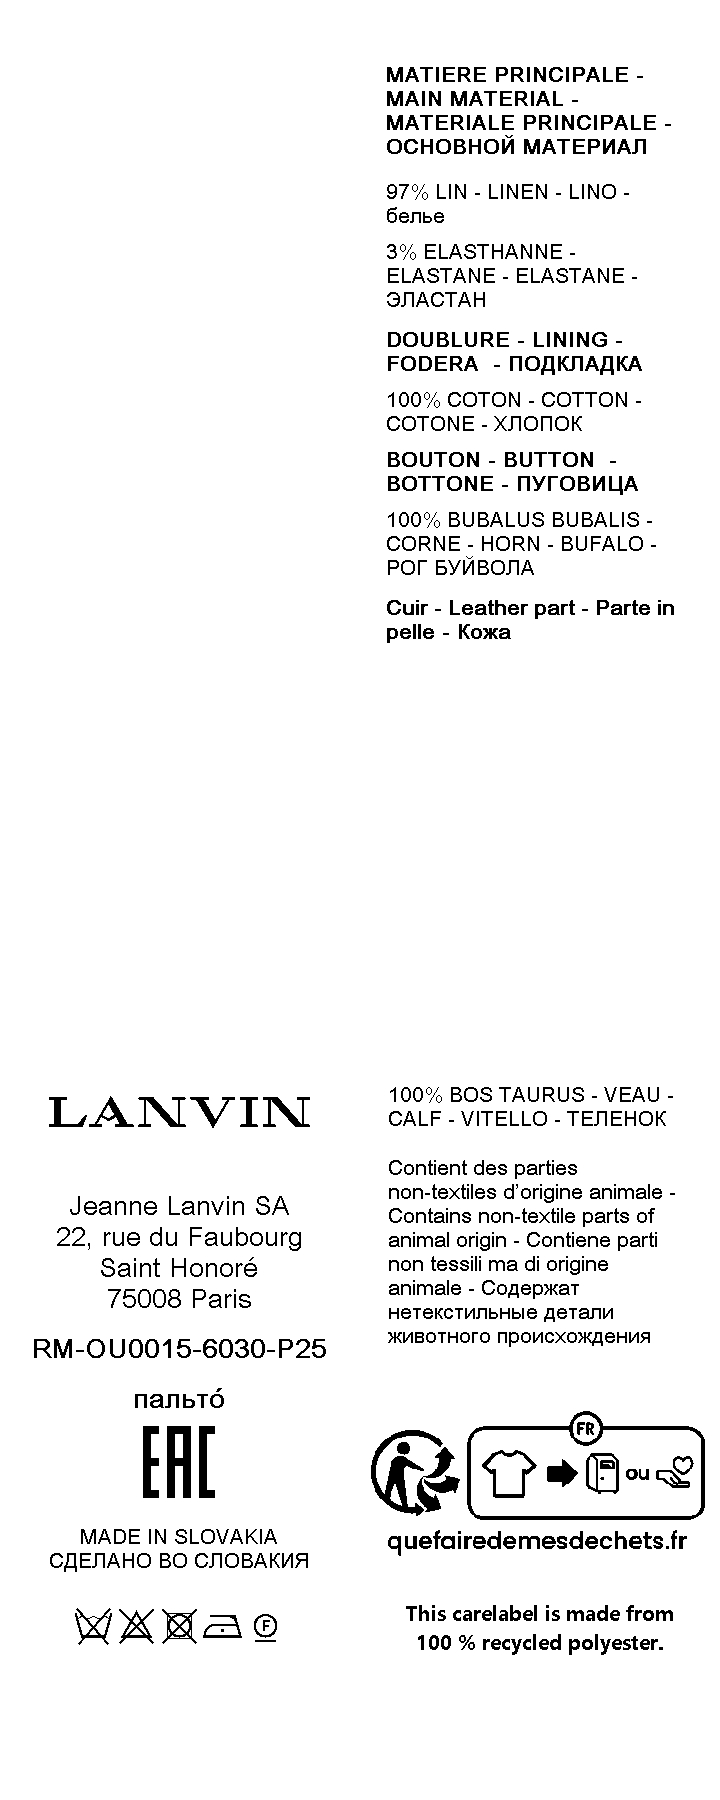 MATIERE PRINCIPALE -
MAIN MATERIAL -
MATERIALE PRINCIPALE -
ОСНОВНОЙ МАТЕРИАЛ
97% LIN - LINEN - LINO -
белье
3% ELASTHANNE -
ELASTANE - ELASTANE -
ЭЛАСТАН
DOUBLURE - LINING -
FODERA - ПОДКЛАДКА
100% COTON - COTTON -
COTONE - ХЛОПОК
BOUTON - BUTTON -
BOTTONE - ПУГОВИЦА
100% BUBALUS BUBALIS -
CORNE - HORN - BUFALO -
РОГ БУЙВОЛА
Cuir - Leather part - Parte in
pelle - Кожа
LANVIN
Jeanne Lanvin SA
22, rue du Faubourg
Saint Honoré
75008 Paris
RM-OU0015-6030-P25
пальтó
EAC
MADE IN SLOVAKIA
СДЕЛАНО ВО СЛОВАКИЯ
F
100% BOS TAURUS - VEAU -
CALF - VITELLO - ТЕЛЕНОК
Contient des parties
non-textiles d’origine animale -
Contains non-textile parts of
animal origin - Contiene parti
non tessili ma di origine
animale - Содержат
нетекстильные детали
животного происхождения
FR
ou
quefairedemesdechets.fr
This carelabel is made from
100 % recycled polyester.